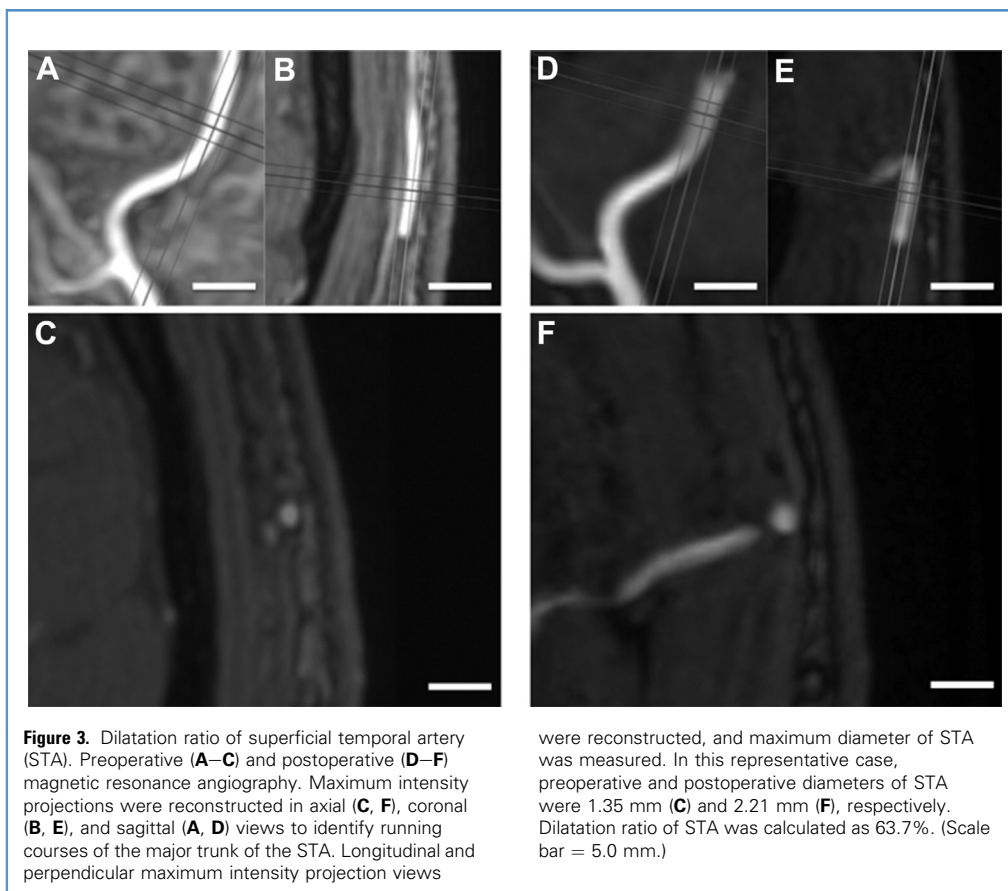 A
B
D
E
C
F
Figure 3. Dilatation ratio of superficial temporal artery
(STA). Preoperative (A–C) and postoperative (D–F)
magnetic resonance angiography. Maximum intensity
projections were reconstructed in axial (C, F), coronal
(B, E), and sagittal (A, D) views to identify running
courses of the major trunk of the STA. Longitudinal and
perpendicular maximum intensity projection views
were reconstructed, and maximum diameter of STA
was measured. In this representative case,
preoperative and postoperative diameters of STA
were 1.35 mm (C) and 2.21 mm (F), respectively.
Dilatation ratio of STA was calculated as 63.7%. (Scale
bar = 5.0 mm.)